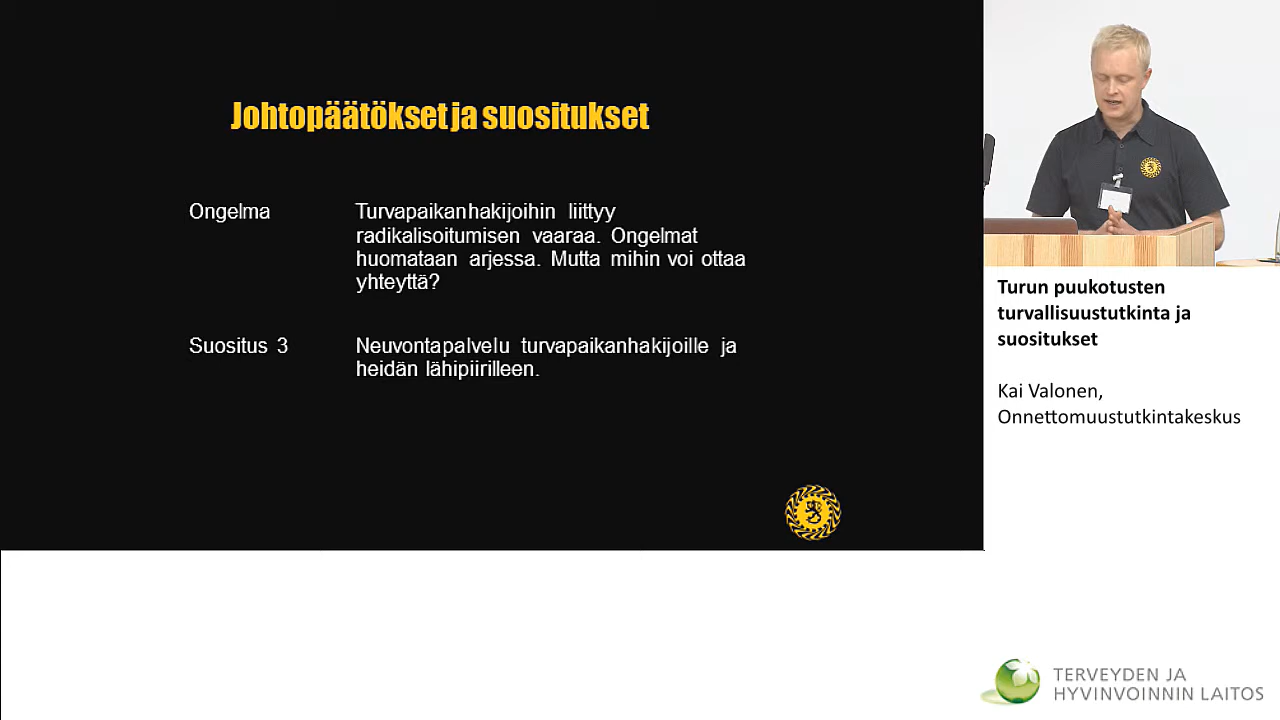 Johtopäätökset ja suositukset
Ongelma
Turvapaikanhakijoihin liittyy
radikalisoitumisen vaaraa. Ongelmat
huomataan arjessa. Mutta mihin voi ottaa
yhteyttä?
Suositus 3
Neuvontapalvelu turvapaikanhakijoille ja
heidän lähipiirilleen.
Turun puukotusten
turvallisuustutkinta ja
suositukset
Kai Valonen,
Onnettomuustutkintakeskus
TERVEYDEN JA
HYVINVOINNIN LAITOS